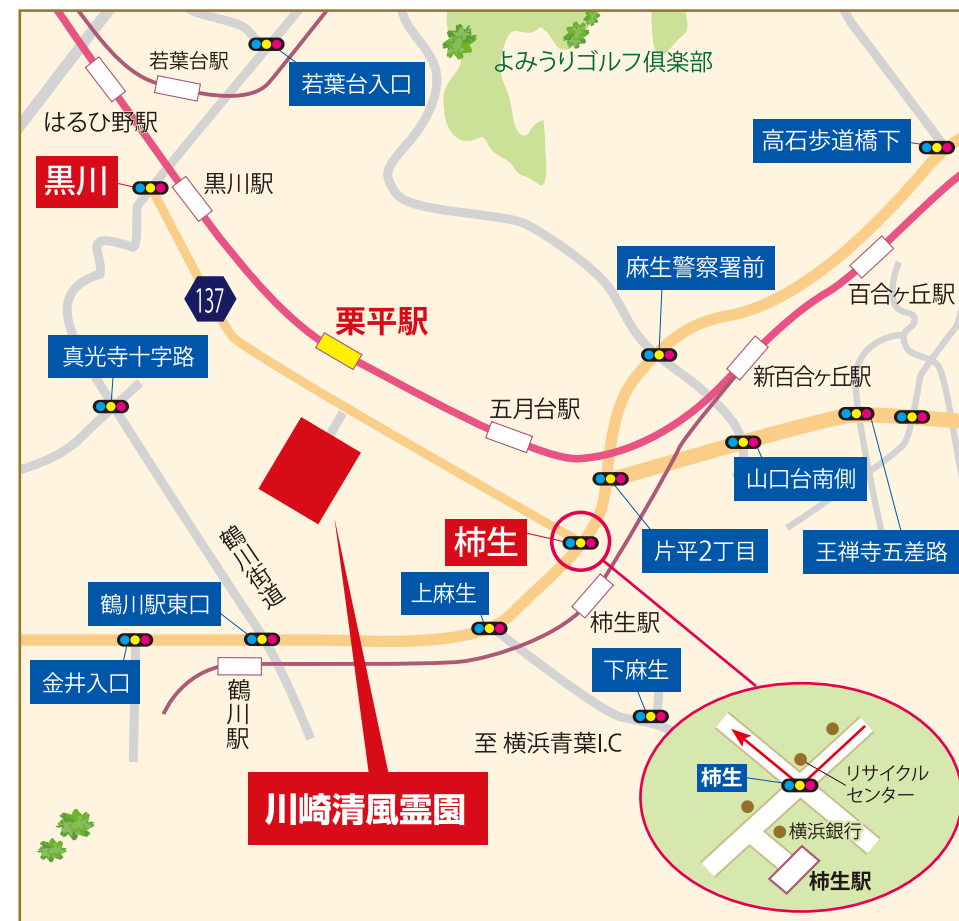 若葉台駅
若葉台入口
よみうりゴルフ倶楽部
はるひ野駅
高石歩道橋下
黒川
黒川駅
麻生警察署前
百合ヶ丘駅
137
栗平駅
真光寺十字路
新百合ヶ丘駅
五月台駅
山口台南側
柿生
片平2丁目
王禅寺五差路
鶴川街道
上麻生
鶴川駅東口
柿生駅
金井入口
下麻生
鶴川駅
至 横浜青葉I.C
川崎清風霊園
柿生
リサイクル
センター
横浜銀行
柿生駅